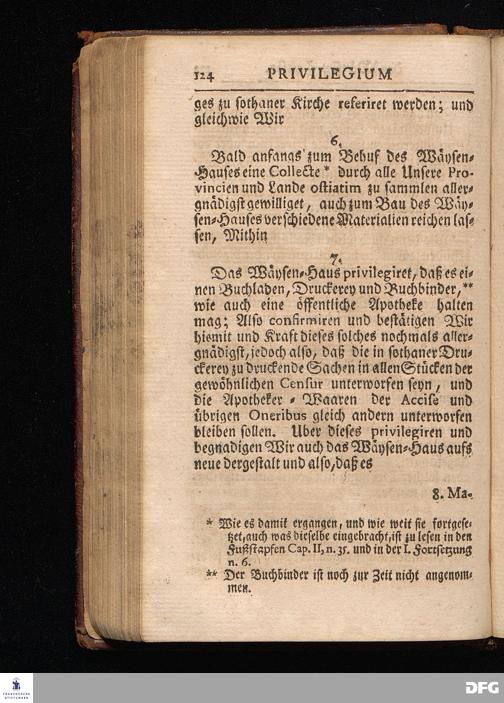 124 PRIVILEGIUM
ges zu sothaner Kirche referiret werden; und
gleichwie Wir
6.
Bald anfangs zum Behuf des Wäysen-
Hauses eine Collecte * durch alle Unsere Pro-
vincien und Lande ostiatim zu sammlen aller-
gnädigst gewilliget, auch zum Bau des Wäy-
sen-Hauses verschiedene Materialien reichen las-
sen, Mithin
7.
Das Wäysen-Haus privilegiret, daß es ei-
nen Buchladen, Druckerey und Buchbinder, **
wie auch eine öffentliche Apotheke halten
mag; Also confirmiren und bestätigen Wir
hiemit und Kraft dieses solches nochmals aller-
gnädigst, jedoch also, daß die in sothaner Dru-
ckerey zu druckende Sachen in allen Stücken der
gewöhnlichen Censur unterworfen seyn, und
die Apotheker-Waaren der Accise und
übrigen Oneribus gleich andern unterworfen
bleiben sollen. Uber dieses privilegiren und
begnadigen Wir auch das Wäysen-Haus aufs
neue dergestalt und also, daß es
8. Ma-
* Wie es damit ergangen, und wie weit sie fortgese-
tzet, auch was dieselbe eingebracht, ist zu lesen in den
Fußstapfen Cap. II, n. 35. und in der I. Fortsetzung
n. 6.
** Der Buchbinder ist noch zur Zeit nicht angenom-
men.
FRANCKESCHE
STIFTUNGEN
DFG